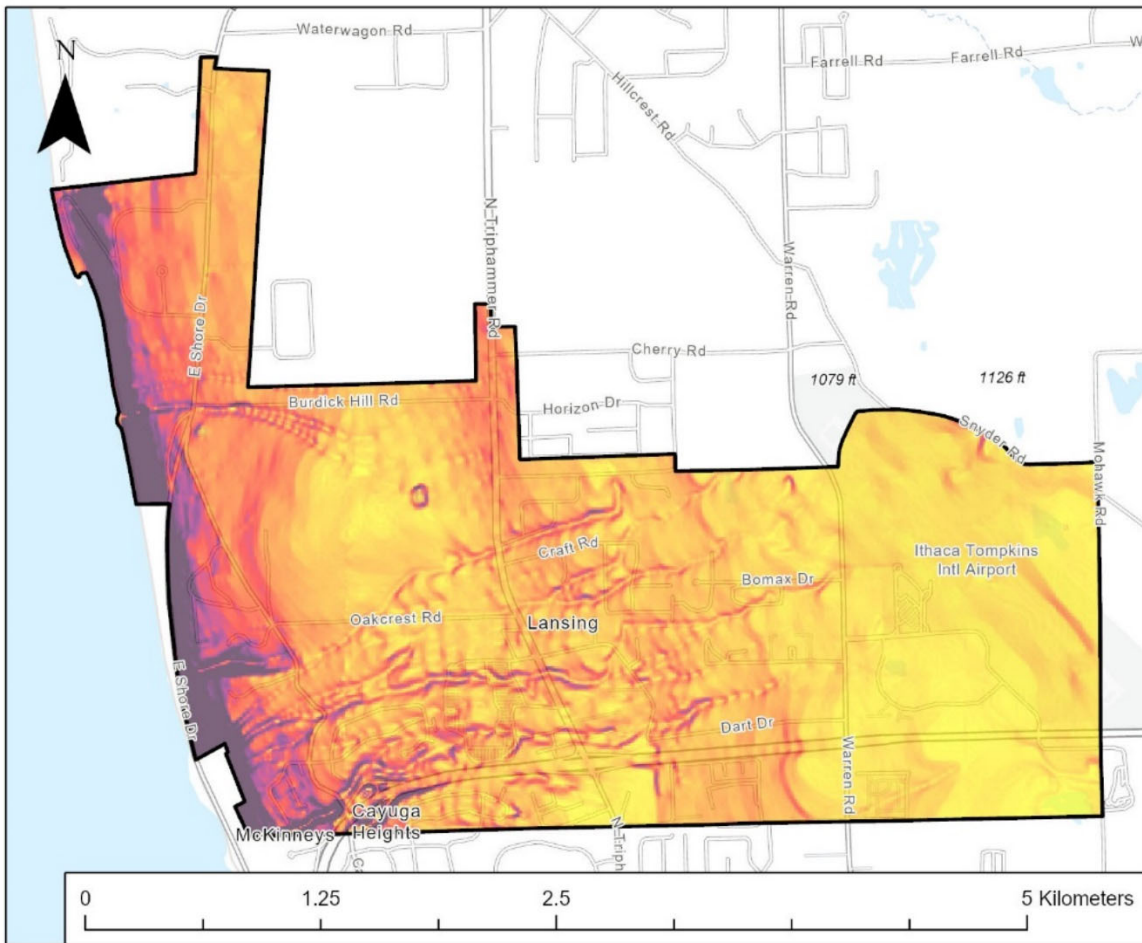 Waterwagon Rd
N
Farrell Rd
Farrell Rd
W
Hillcrest Rd
N Triphammer Rd
Warren Rd
E Shore Dr
Cherry Rd
1079 ft
1126 ft
Burdick Hill Rd
Horizon Dr
Snyder Rd
Mohawk Rd
Craft Rd
Ithaca Tompkins
Intl Airport
Bomax Dr
Oakcrest Rd
Lansing
E Shore Dr
Dart Dr
Warren Rd
Cayuga
Heights
McKinneys
N Triph
Ca
0
1.25
2.5
5 Kilometers